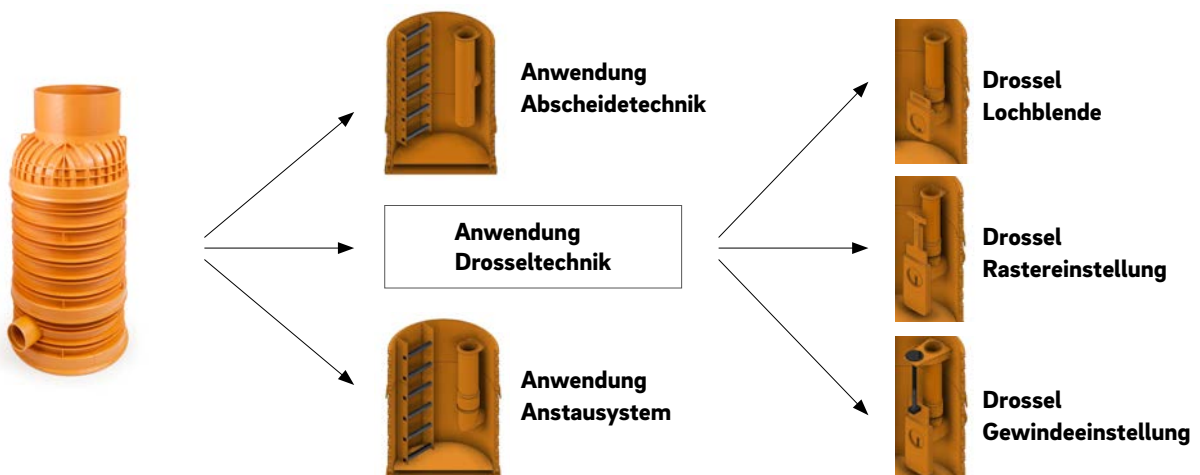 Anwendung
Abscheidetechnik
Anwendung
Drosseltechnik
Anwendung
Anstausystem
Drossel
Lochblende
Drossel
Rastereinstellung
Drossel
Gewindeeinstellung